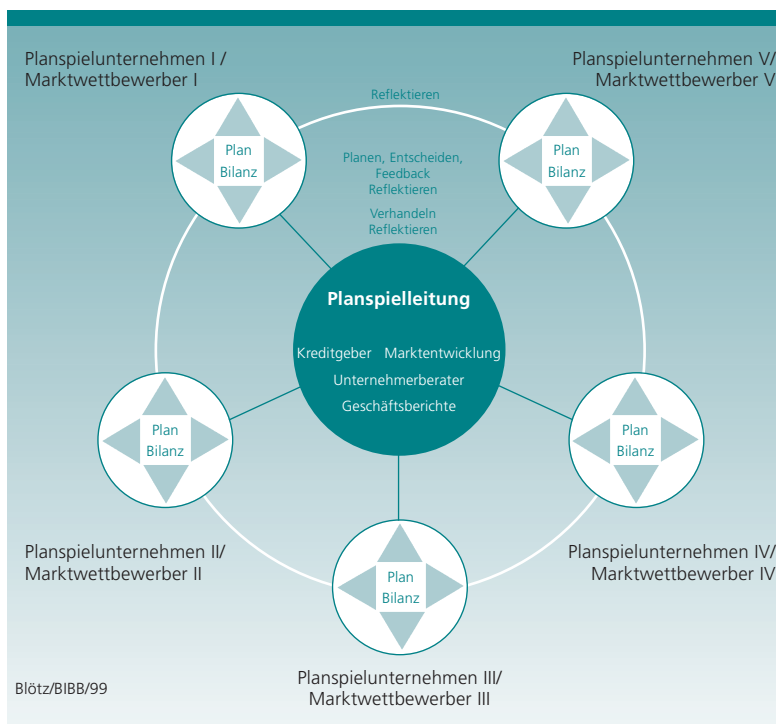 Planspielunternehmen I /
Marktwettbewerber I
Planspielunternehmen V/
Marktwettbewerber V
Reflektieren
Plan
Bilanz
Plan
Bilanz
Planen, Entscheiden,
Feedback
Reflektieren
Verhandeln
Reflektieren
Planspielleitung
Kreditgeber Marktentwicklung
Unternehmerberater
Geschäftsberichte
Plan
Bilanz
Plan
Bilanz
Planspielunternehmen II/
Marktwettbewerber II
Planspielunternehmen IV/
Marktwettbewerber IV
Plan
Bilanz
Planspielunternehmen III/
Marktwettbewerber III
Blötz/BIBB/99